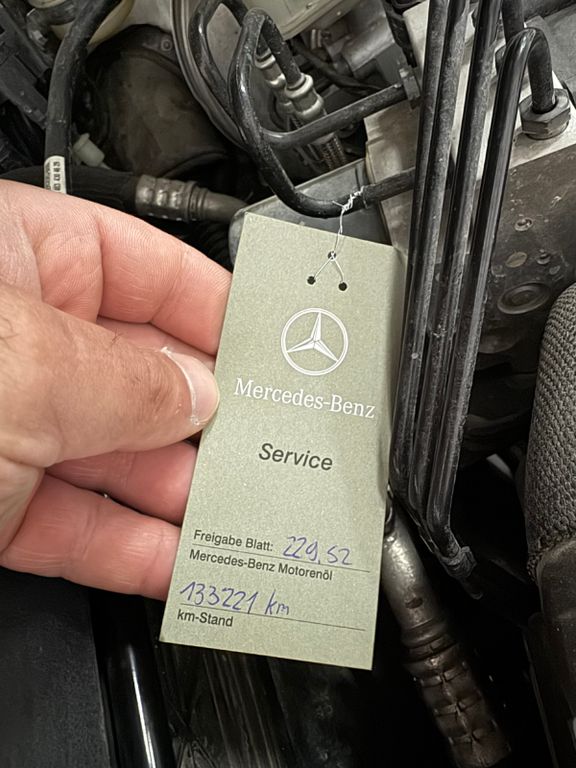 Mercedes-Benz
Service
Freigabe Blatt: 229.52
Mercedes-Benz Motorenöl
133221 km
km-Stand